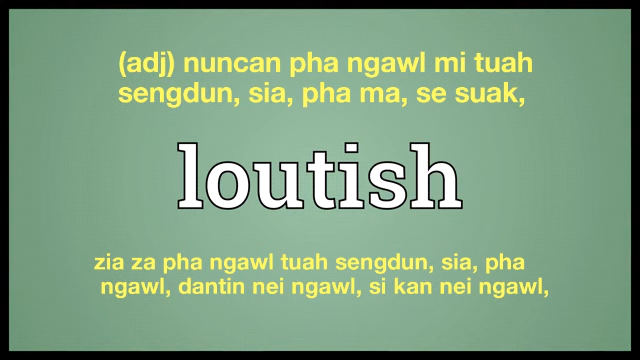 (adj) nuncan pha ngawl mi tuah
sengdun, sia, pha ma, se suak,
loutish
zia za pha ngawl tuah sengdun, sia, pha
ngawl, dantin nei ngawl, si kan nei ngawl,